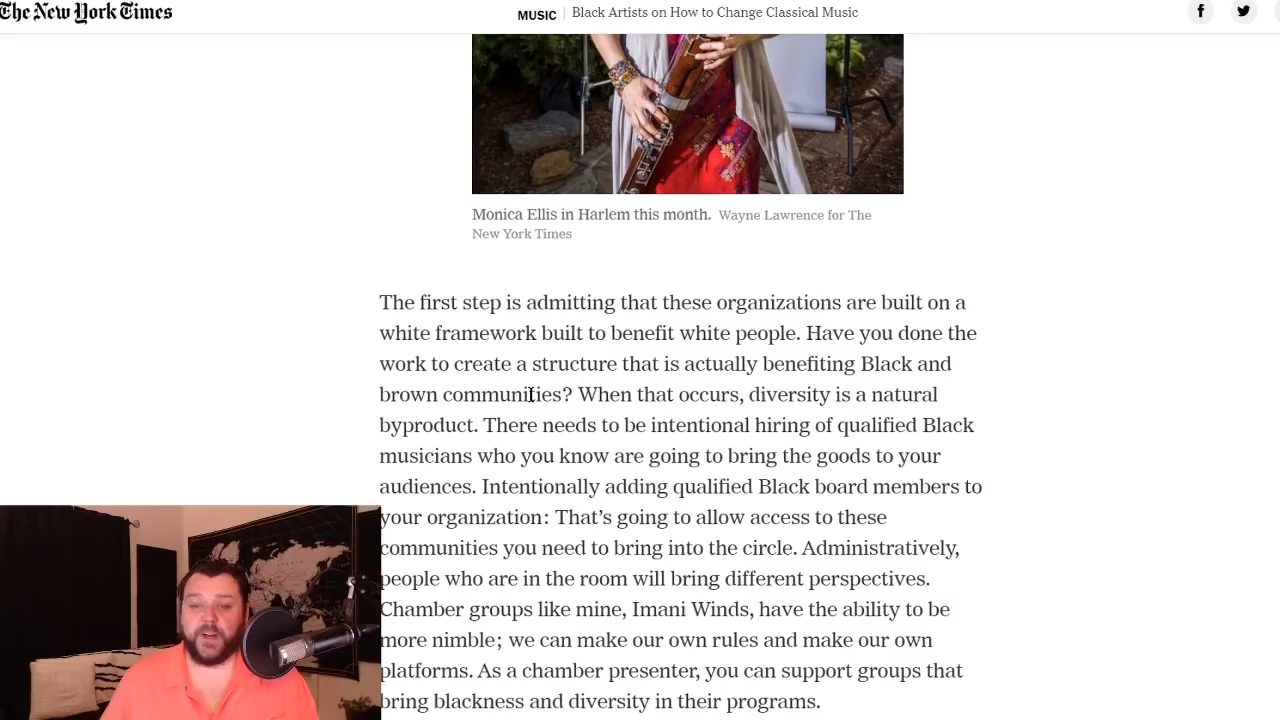 The New York Times
MUSIC | Black Artists on How to Change Classical Music
Monica Ellis in Harlem this month. Wayne Lawrence for The
New York Times
The first step is admitting that these organizations are built on a
white framework built to benefit white people. Have you done the
work to create a structure that is actually benefiting Black and
brown communities? When that occurs, diversity is a natural
byproduct. There needs to be intentional hiring of qualified Black
musicians who you know are going to bring the goods to your
audiences. Intentionally adding qualified Black board members to
your organization: That’s going to allow access to these
communities you need to bring into the circle. Administratively,
people who are in the room will bring different perspectives.
Chamber groups like mine, Imani Winds, have the ability to be
more nimble; we can make our own rules and make our own
platforms. As a chamber presenter, you can support groups that
bring blackness and diversity in their programs.